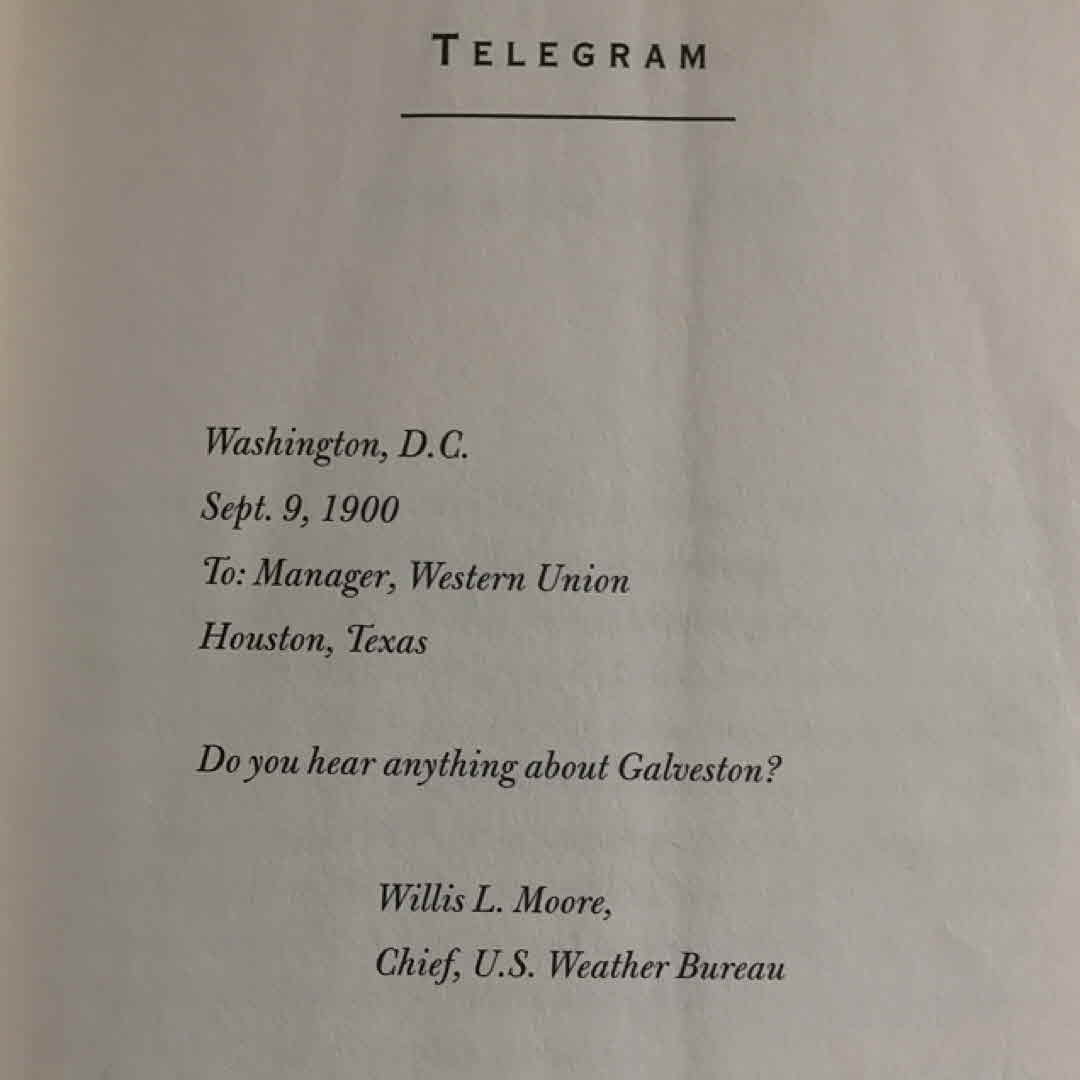 TELEGRAM
Washington, D.C.
Sept. 9, 1900
To: Manager, Western Union
Houston, Texas
Do you hear anything about Galveston?
Willis L. Moore,
Chief, U.S. Weather Bureau